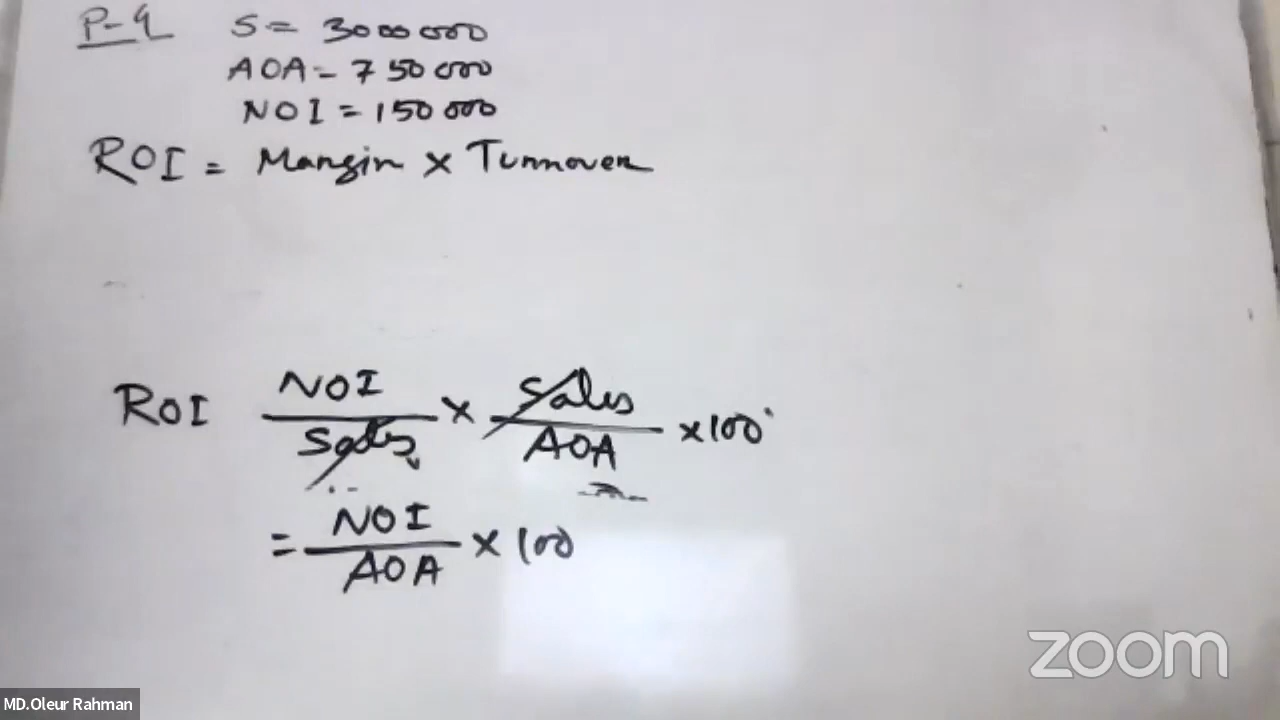 P-9 S = 3000000
AOA = 750000
NOI = 150000
ROI = Margin × Turnover
ROI NOI / Sales × Sales / AOA × 100
= NOI / AOA × 100
zoom
MD.Oleur Rahman